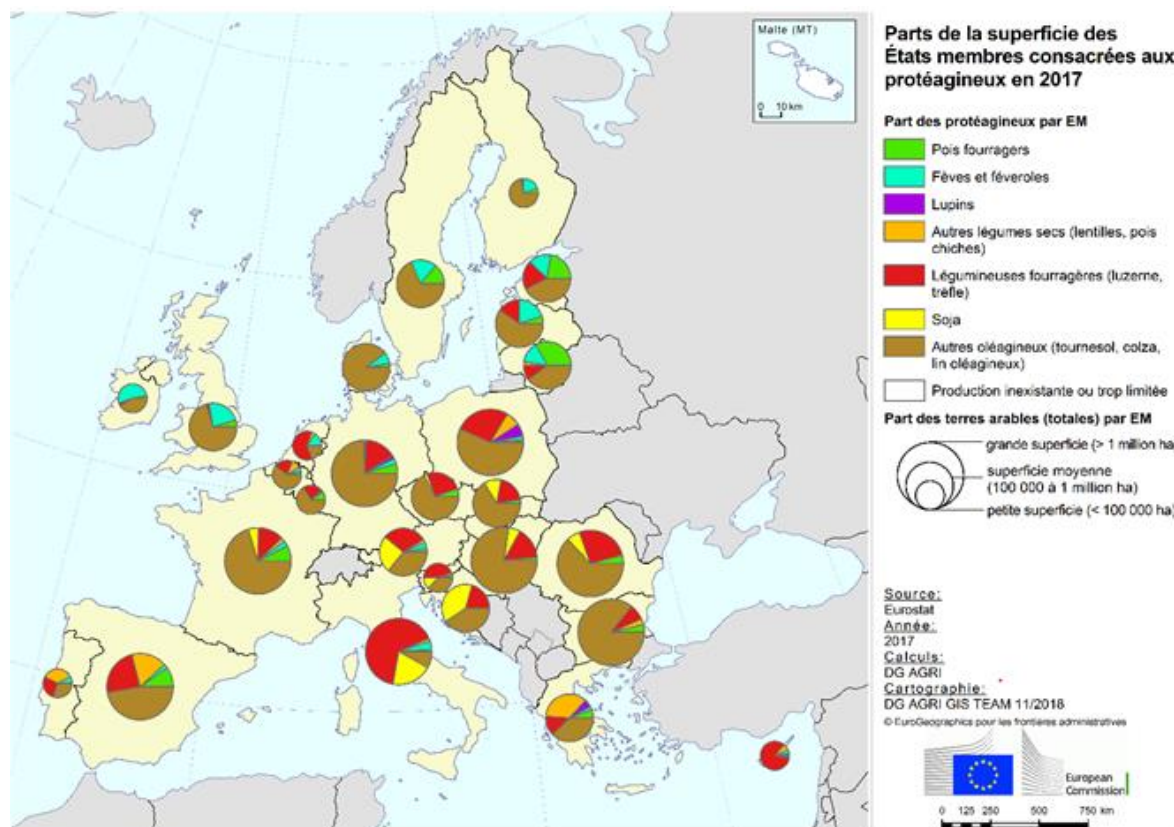 Malte (MT)
0 10 km
Parts de la superficie des
États membres consacrées aux
protéagineux en 2017
Part des protéagineux par EM
Pois fourragers
Fèves et féveroles
Lupins
Autres légumes secs (lentilles, pois
chiches)
Légumineuses fourragères (luzerne,
trèfle)
Soja
Autres oléagineux (tournesol, colza,
lin oléagineux)
Production inexistante ou trop limitée
Part des terres arables (totales) par EM
grande superficie (> 1 million ha)
superficie moyenne
(100 000 à 1 million ha)
petite superficie (< 100 000 ha)
Source:
Eurostat
Année:
2017
Calculs:
DG AGRI
Cartographie:
DG AGRI GIS TEAM 11/2018
© EuroGeographics pour les frontières administratives
European
Commission
0 125 250 500 750 km